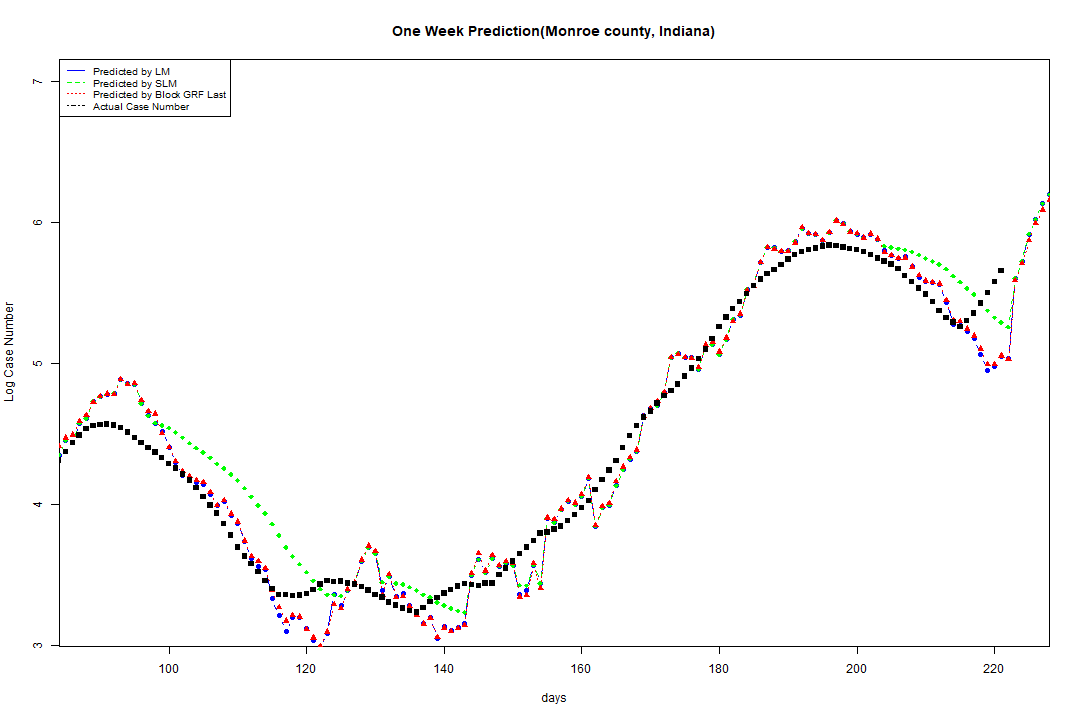 One Week Prediction(Monroe county, Indiana)
Predicted by LM
Predicted by SLM
Predicted by Block GRF Last
Actual Case Number
7
6
5
4
3
Log Case Number
100 120 140 160 180 200 220
days